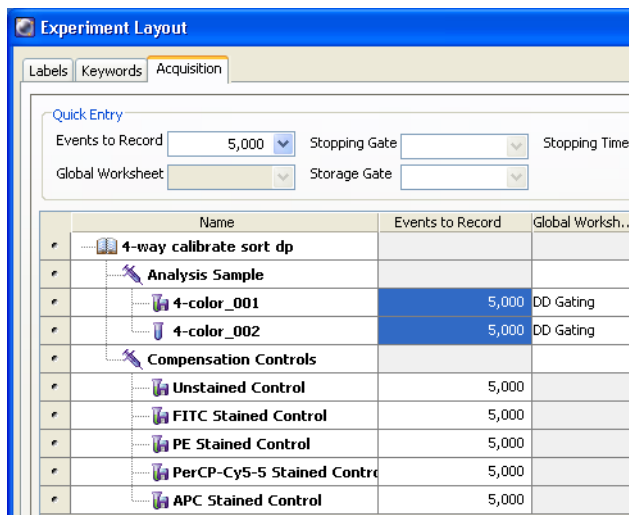 Experiment Layout
Labels Keywords Acquisition
Quick Entry
Events to Record 5,000 Stopping Gate Stopping Time
Global Worksheet Storage Gate
Name Events to Record Global Worksh...
4-way calibrate sort dp
Analysis Sample
4-color_001 5,000 DD Gating
4-color_002 5,000 DD Gating
Compensation Controls
Unstained Control 5,000
FITC Stained Control 5,000
PE Stained Control 5,000
PerCP-Cy5-5 Stained Contro 5,000
APC Stained Control 5,000